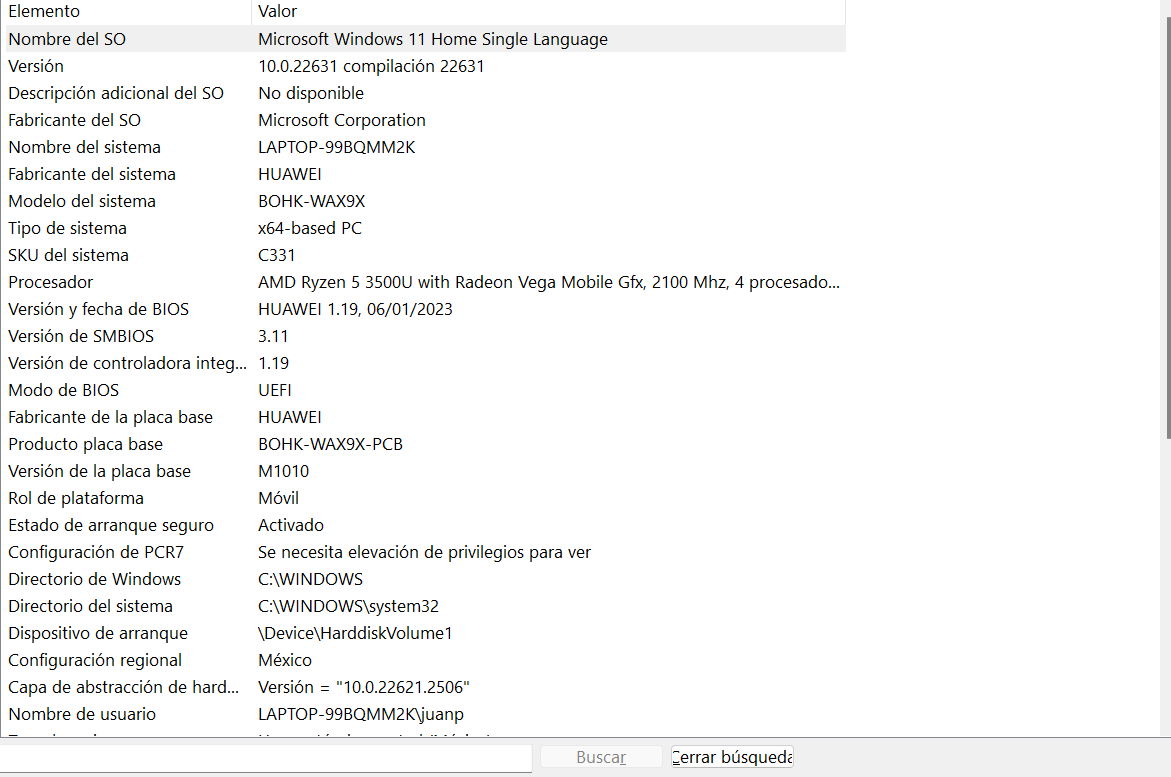 Elemento Valor
Nombre del SO Microsoft Windows 11 Home Single Language
Versión 10.0.22631 compilación 22631
Descripción adicional del SO No disponible
Fabricante del SO Microsoft Corporation
Nombre del sistema LAPTOP-99BQMM2K
Fabricante del sistema HUAWEI
Modelo del sistema BOHK-WAX9X
Tipo de sistema x64-based PC
SKU del sistema C331
Procesador AMD Ryzen 5 3500U with Radeon Vega Mobile Gfx, 2100 Mhz, 4 procesado...
Versión y fecha de BIOS HUAWEI 1.19, 06/01/2023
Versión de SMBIOS 3.11
Versión de controladora integ... 1.19
Modo de BIOS UEFI
Fabricante de la placa base HUAWEI
Producto placa base BOHK-WAX9X-PCB
Versión de la placa base M1010
Rol de plataforma Móvil
Estado de arranque seguro Activado
Configuración de PCR7 Se necesita elevación de privilegios para ver
Directorio de Windows C:\WINDOWS
Directorio del sistema C:\WINDOWS\system32
Dispositivo de arranque \Device\HarddiskVolume1
Configuración regional México
Capa de abstracción de hard... Versión = "10.0.22621.2506"
Nombre de usuario LAPTOP-99BQMM2K\juanp
Buscar Cerrar búsqueda